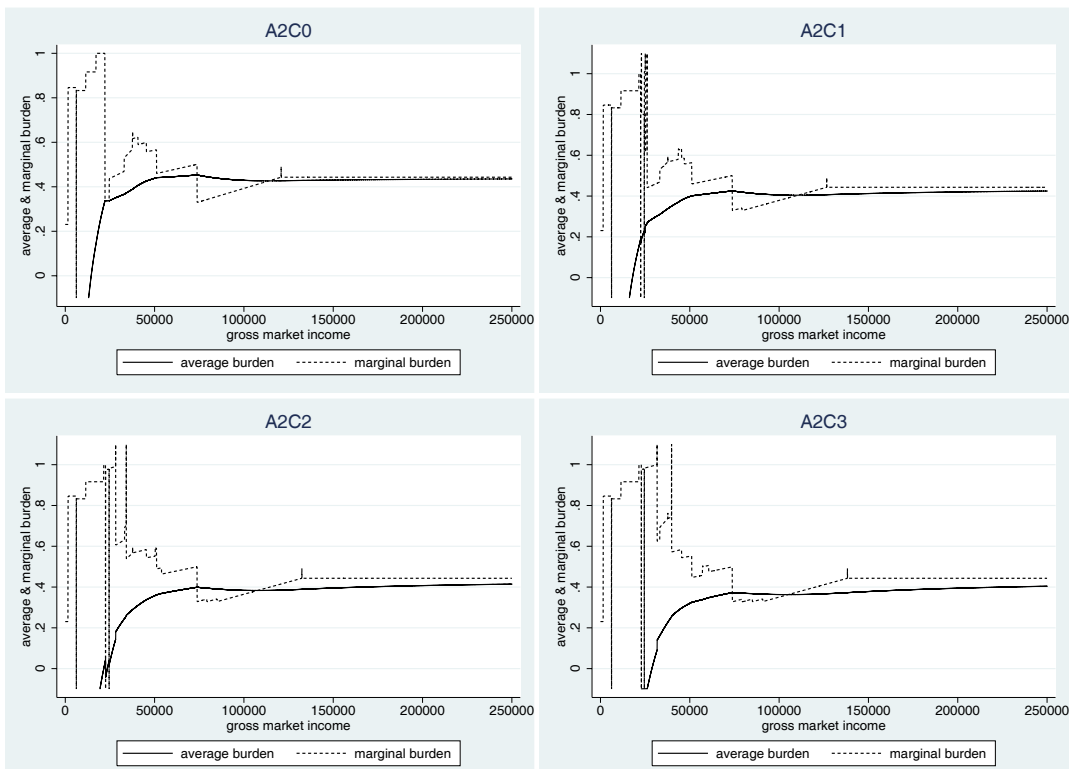 A2C0
average & marginal burden
1
.8
.6
.4
.2
0
0 50000 100000 150000 200000 250000
gross market income
average burden marginal burden
A2C1
average & marginal burden
1
.8
.6
.4
.2
0
0 50000 100000 150000 200000 250000
gross market income
average burden marginal burden
A2C2
average & marginal burden
1
.8
.6
.4
.2
0
0 50000 100000 150000 200000 250000
gross market income
average burden marginal burden
A2C3
average & marginal burden
1
.8
.6
.4
.2
0
0 50000 100000 150000 200000 250000
gross market income
average burden marginal burden